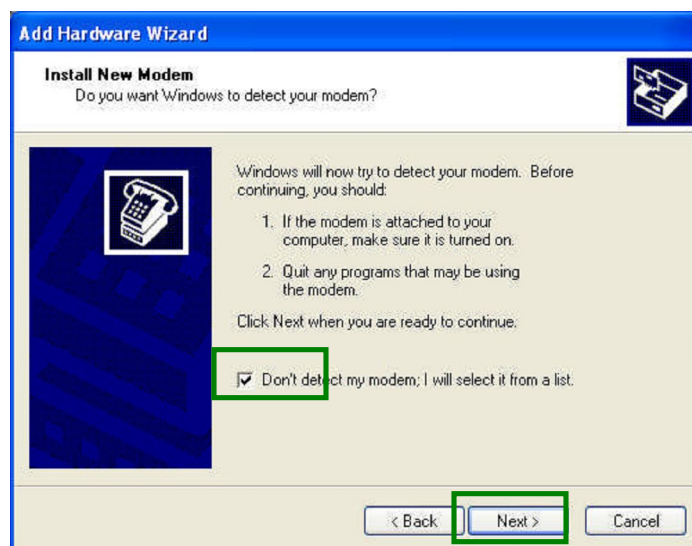 Add Hardware Wizard
Install New Modem
Do you want Windows to detect your modem?
Windows will now try to detect your modem. Before
continuing, you should:
1. If the modem is attached to your
computer, make sure it is turned on.
2. Quit any programs that may be using
the modem.
Click Next when you are ready to continue.
Don't detect my modem; I will select it from a list.
< Back
Next >
Cancel